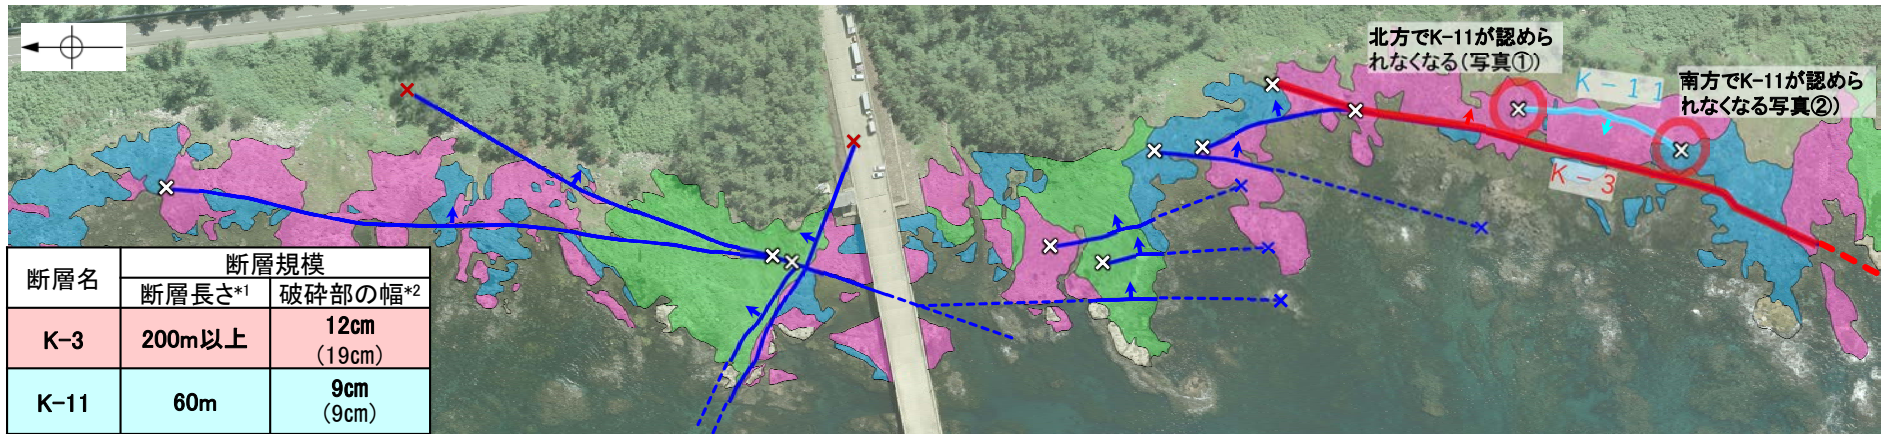 北方でK-11が認めら
れなくなる(写真①)
K-11
南方でK-11が認めら
れなくなる写真②)
K-3
断層名
断層規模
断層長さ*1
破砕部の幅*2
K-3
200m以上
12cm
(19cm)
K-11
60m
9cm
(9cm)